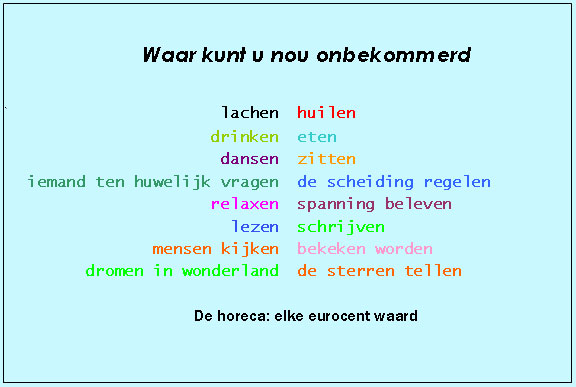 Waar kunt u nou onbekommerd
lachen huilen
drinken eten
dansen zitten
iemand ten huwelijk vragen de scheiding regelen
relaxen spanning beleven
lezen schrijven
mensen kijken bekeken worden
dromen in wonderland de sterren tellen
De horeca: elke eurocent waard